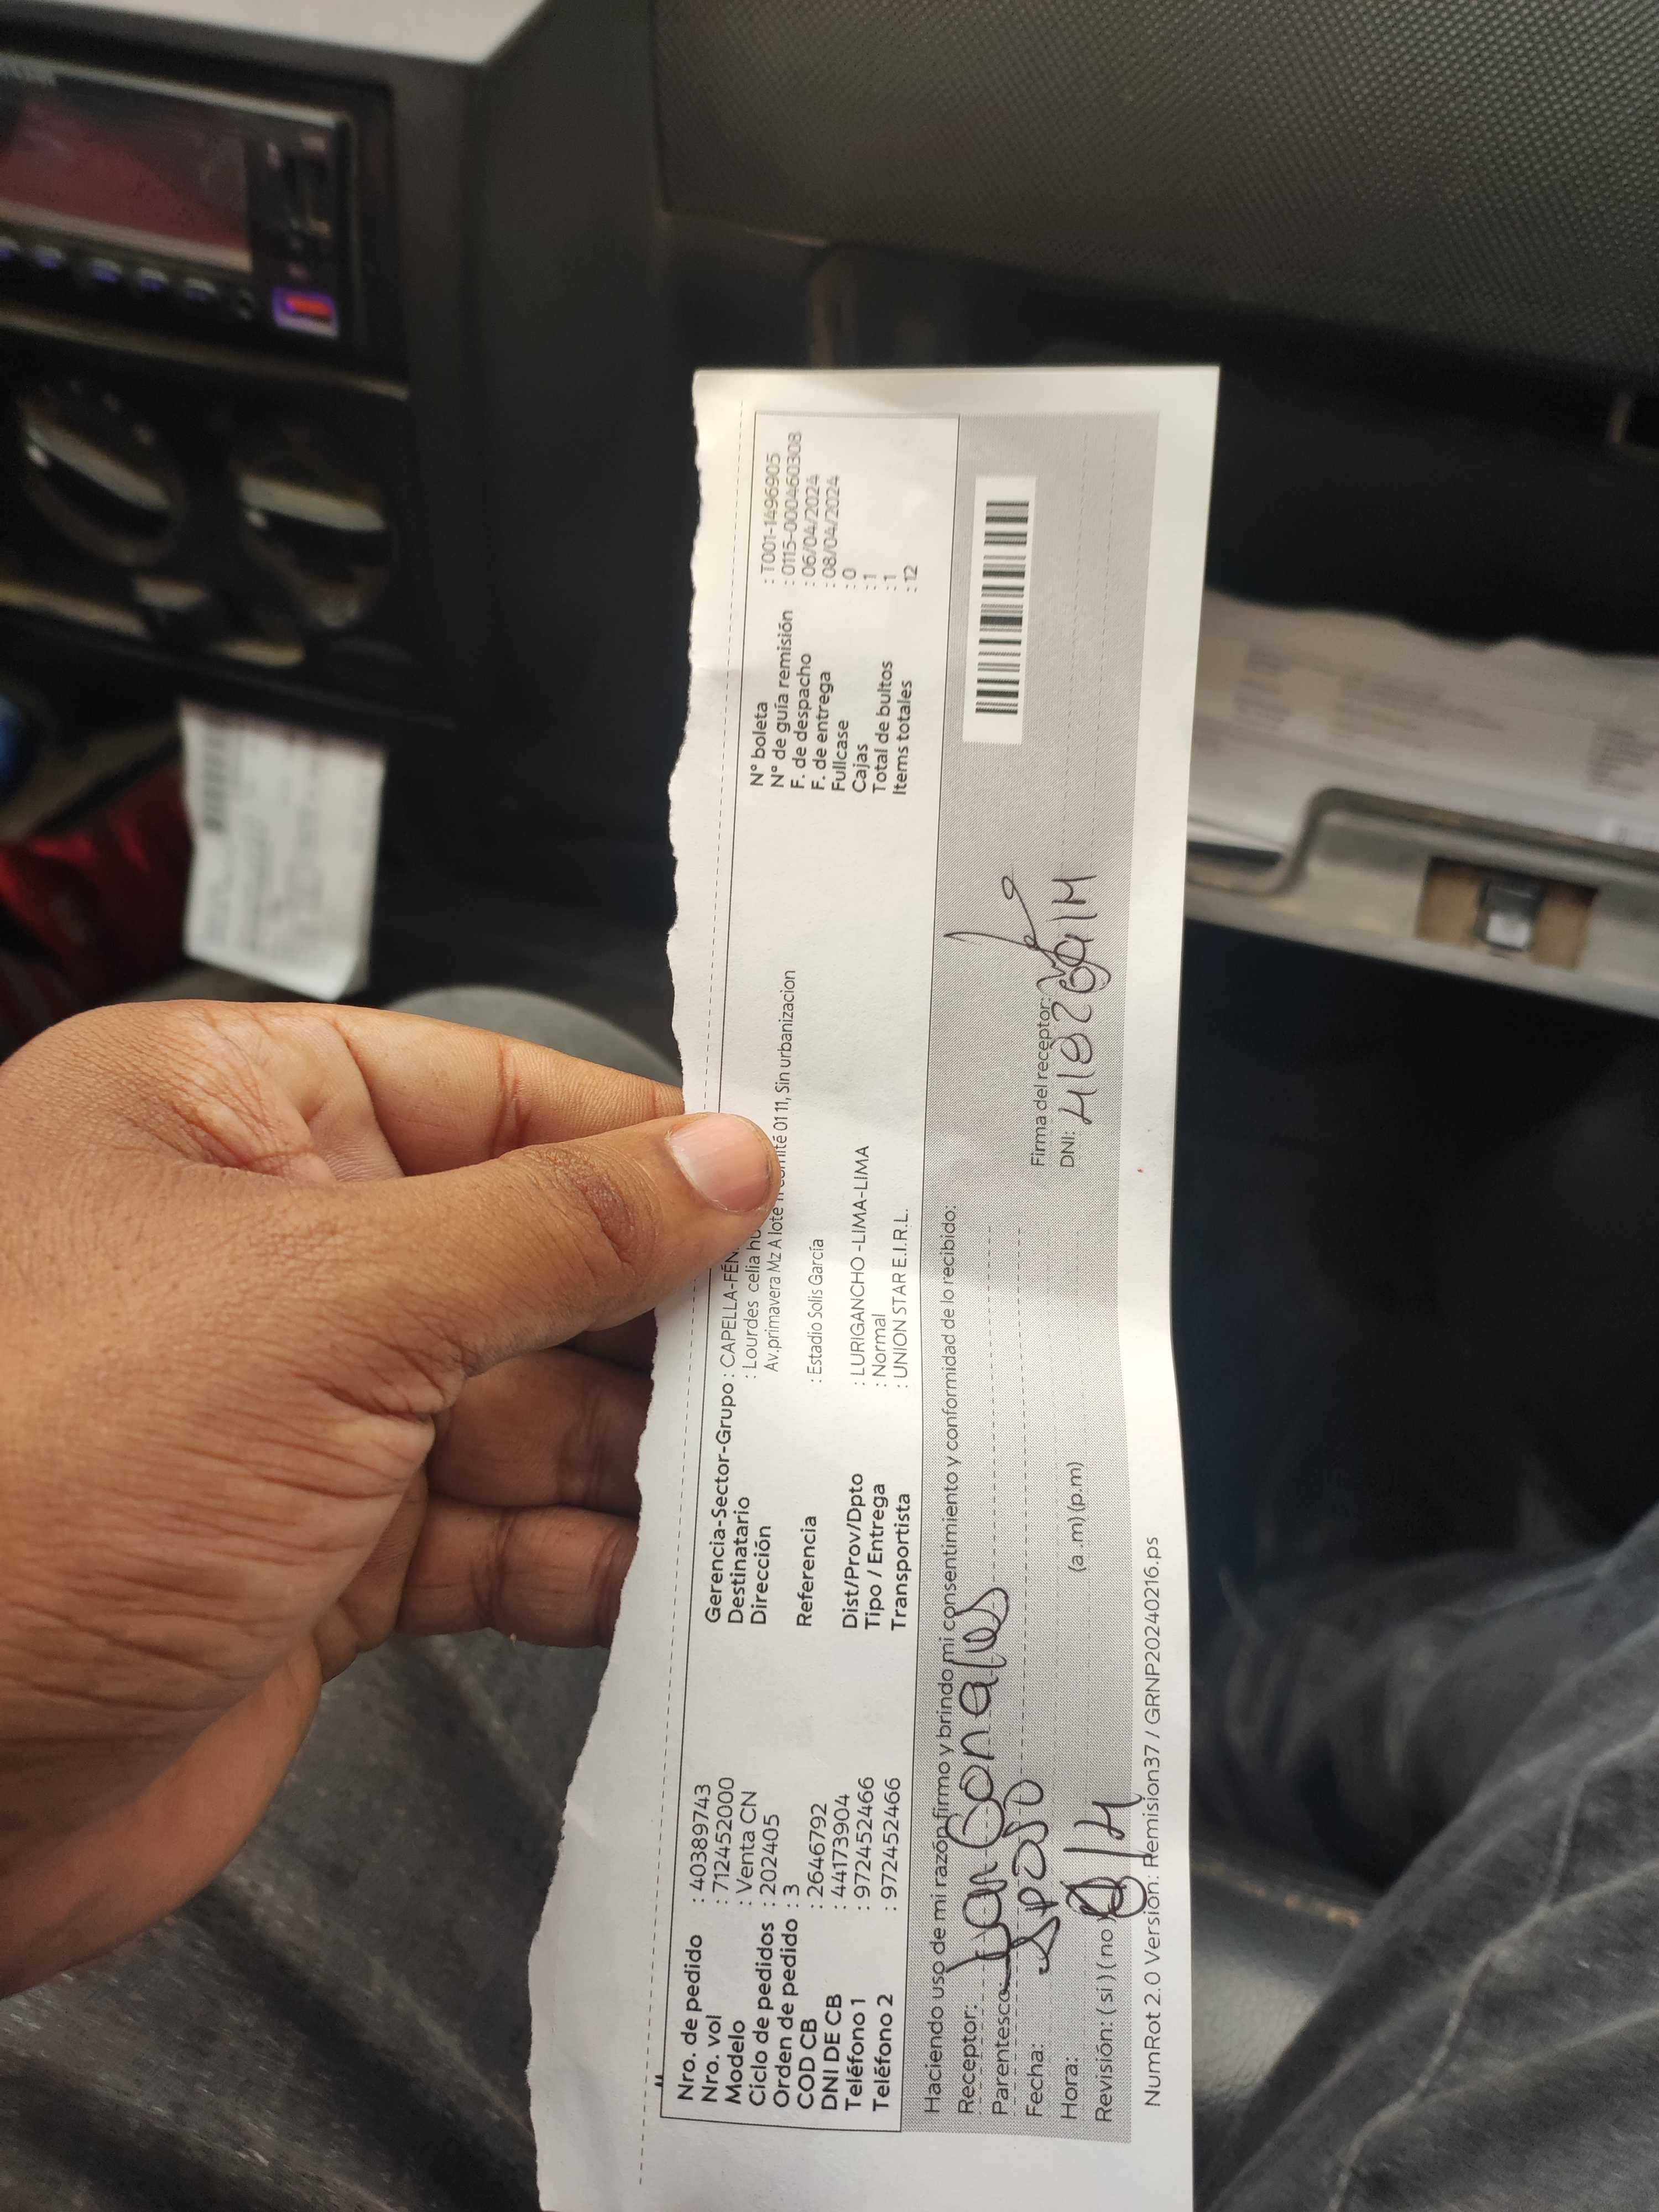 Nro. de pedido : 40389743
Nro. vol : 712452000
Modelo : Venta CN
Ciclo de pedidos : 202405
Orden de pedido : 3
COD CB : 2646792
DNI DE CB : 44173904
Teléfono 1 : 972452466
Teléfono 2 : 972452466
Gerencia-Sector-Grupo : CAPELLA-FÉN
Destinatario : Lourdes celia
Dirección Av.primavera Mz A lote 01 11, Sin urbanizacion
Referencia : Estadio Solis García
Dist/Prov/Dpto : LURIGANCHO -LIMA-LIMA
Tipo / Entrega : Normal
Transportista : UNION STAR E.I.R.L.
N° boleta : T001-1496905
N° de guía remisión : 0115-000460308
F. de despacho : 06/04/2024
F. de entrega : 08/04/2024
Fullcase : 0
Cajas : 1
Total de bultos : 1
Items totales : 12
Haciendo uso de mi razón firmo y brindo mi consentimiento y conformidad de lo recibido:
Receptor:
Parentesco
Fecha:
Hora: (a .m) (p.m)
Revisión: ( si ) ( no )
Firma del receptor:
DNI:
NumRot 2.0 Versión: Remision37 / GRNP20240216.ps